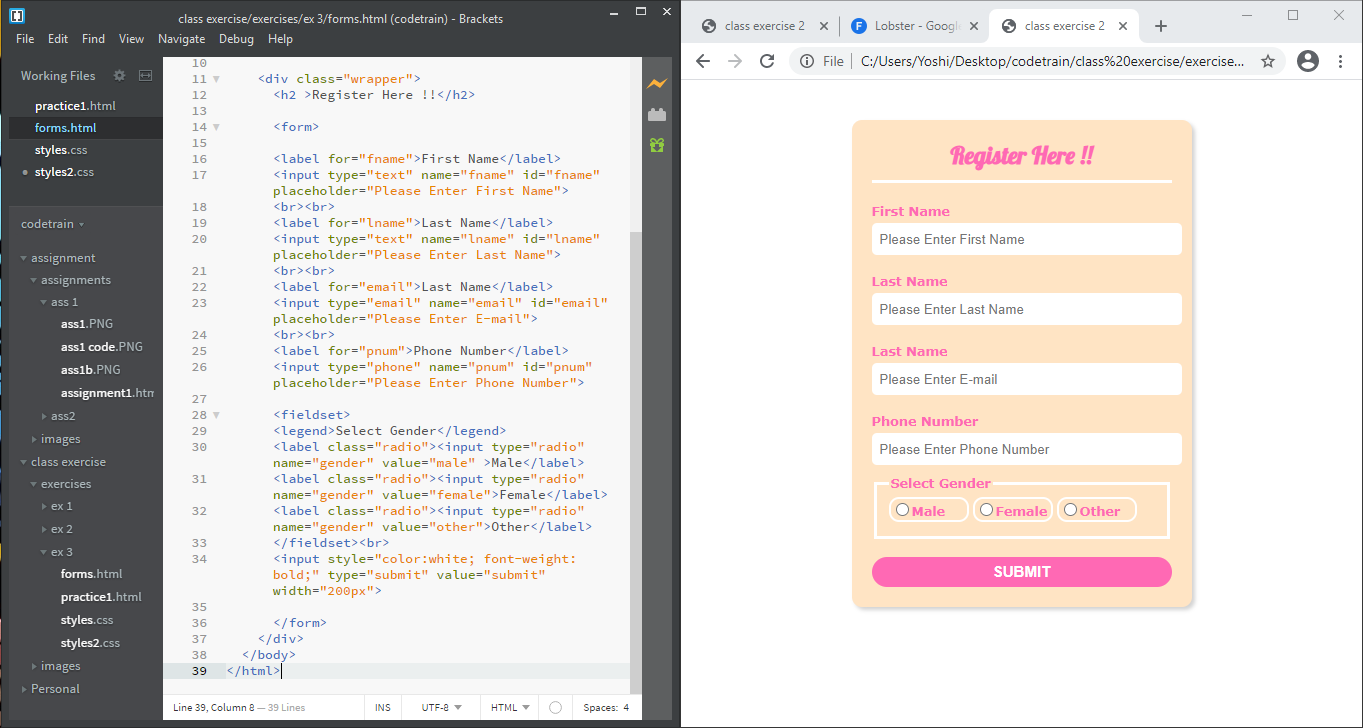 class exercise/exercises/ex 3/forms.html (codetrain) - Brackets
File Edit Find View Navigate Debug Help
Working Files
practice1.html
forms.html
styles.css
styles2.css
codetrain
assignment
assignments
ass 1
ass1.PNG
ass1 code.PNG
ass1b.PNG
assignment1.htm
ass2
images
class exercise
exercises
ex 1
ex 2
ex 3
forms.html
practice1.html
styles.css
styles2.css
images
Personal
10
11 <div class="wrapper">
12 <h2 >Register Here !!</h2>
13
14 <form>
15
16 <label for="fname">First Name</label>
17 <input type="text" name="fname" id="fname"
placeholder="Please Enter First Name">
18 <br><br>
19 <label for="lname">Last Name</label>
20 <input type="text" name="lname" id="lname"
placeholder="Please Enter Last Name">
21 <br><br>
22 <label for="email">Last Name</label>
23 <input type="email" name="email" id="email"
placeholder="Please Enter E-mail">
24 <br><br>
25 <label for="pnum">Phone Number</label>
26 <input type="phone" name="pnum" id="pnum"
placeholder="Please Enter Phone Number">
27
28 <fieldset>
29 <legend>Select Gender</legend>
30 <label class="radio"><input type="radio"
name="gender" value="male" >Male</label>
31 <label class="radio"><input type="radio"
name="gender" value="female">Female</label>
32 <label class="radio"><input type="radio"
name="gender" value="other">Other</label>
33 </fieldset><br>
34 <input style="color:white; font-weight:
bold;" type="submit" value="submit"
width="200px">
35
36 </form>
37 </div>
38 </body>
39 </html>
Line 39, Column 8 — 39 Lines INS UTF-8 HTML Spaces: 4
class exercise 2
Lobster - Google
class exercise 2
File C:/Users/Yoshi/Desktop/codetrain/class%20exercise/exercise...
Register Here !!
First Name
Please Enter First Name
Last Name
Please Enter Last Name
Last Name
Please Enter E-mail
Phone Number
Please Enter Phone Number
Select Gender
Male Female Other
SUBMIT